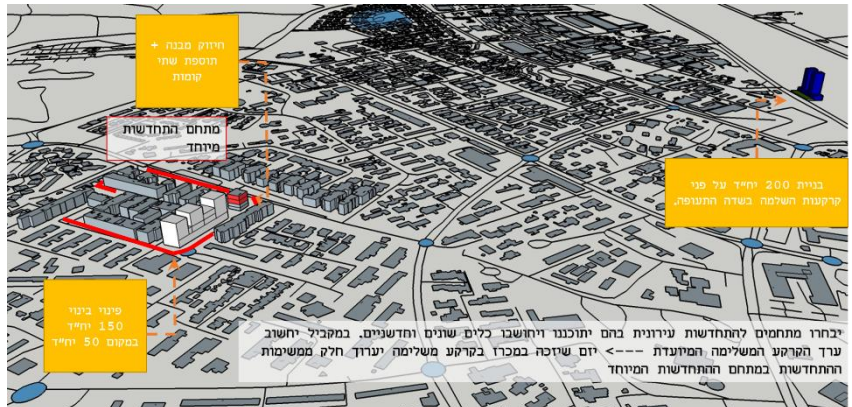 חיזוק מבנה +
תוספת שתי
קומות
מתחם התחדשות
מיוחד
בניית 200 יח"ד על פני
קרקעות השלמה בשדה התעופה.
פינוי בינוי
150 יח"ד
במקום 50 יח"ד
יבחרו מתחמים להתחדשות עירונית בהם יתוכננו ויחושבו כלים שונים וחדשניים. במקביל יחשוב
ערך הקרקע המשלימה המיועדת <---- יזם שיזכה במכרז בקרקע משלימה יערוך חלק ממשימות
ההתחדשות במתחם ההתחדשות המיוחד